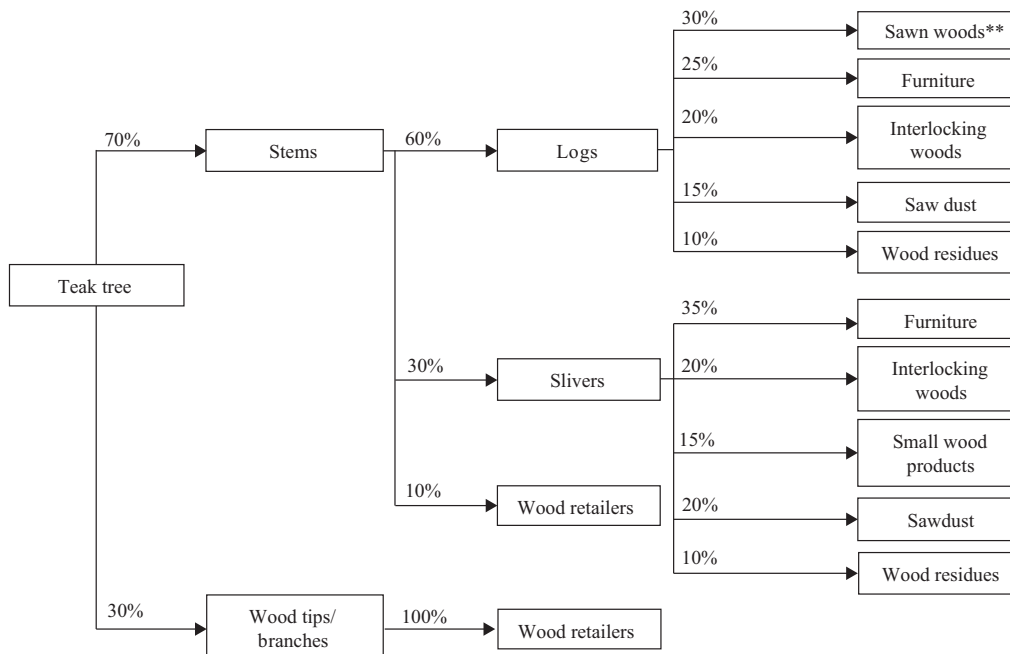 30%
Sawn woods**
25%
Furniture
20%
Interlocking
woods
70%
Stems
60%
Logs
15%
Saw dust
10%
Wood residues
Teak tree
35%
Furniture
30%
Slivers
20%
Interlocking
woods
15%
Small wood
products
10%
Wood retailers
20%
Sawdust
10%
Wood residues
30%
Wood tips/
branches
100%
Wood retailers